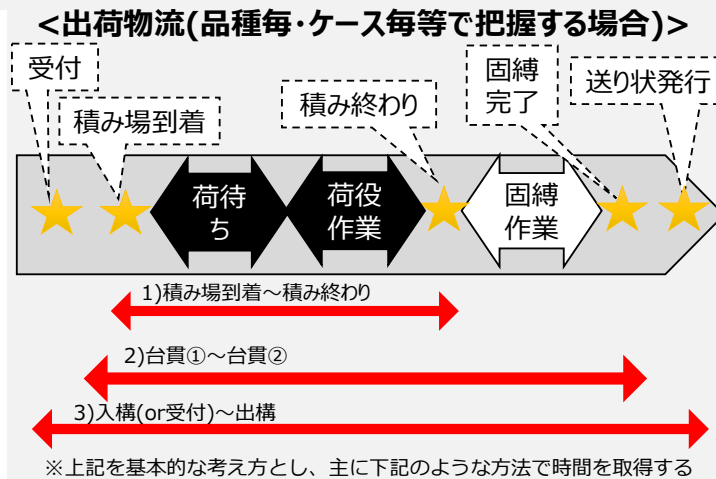 <出荷物流(品種毎・ケース毎等で把握する場合)>
受付
積み場到着
積み終わり
固縛
完了
送り状発行
荷待
ち
荷役
作業
固縛
作業
1)積み場到着～積み終わり
2)台貫①～台貫②
3)入構(or受付)～出構
※上記を基本的な考え方とし、主に下記のような方法で時間を取得する